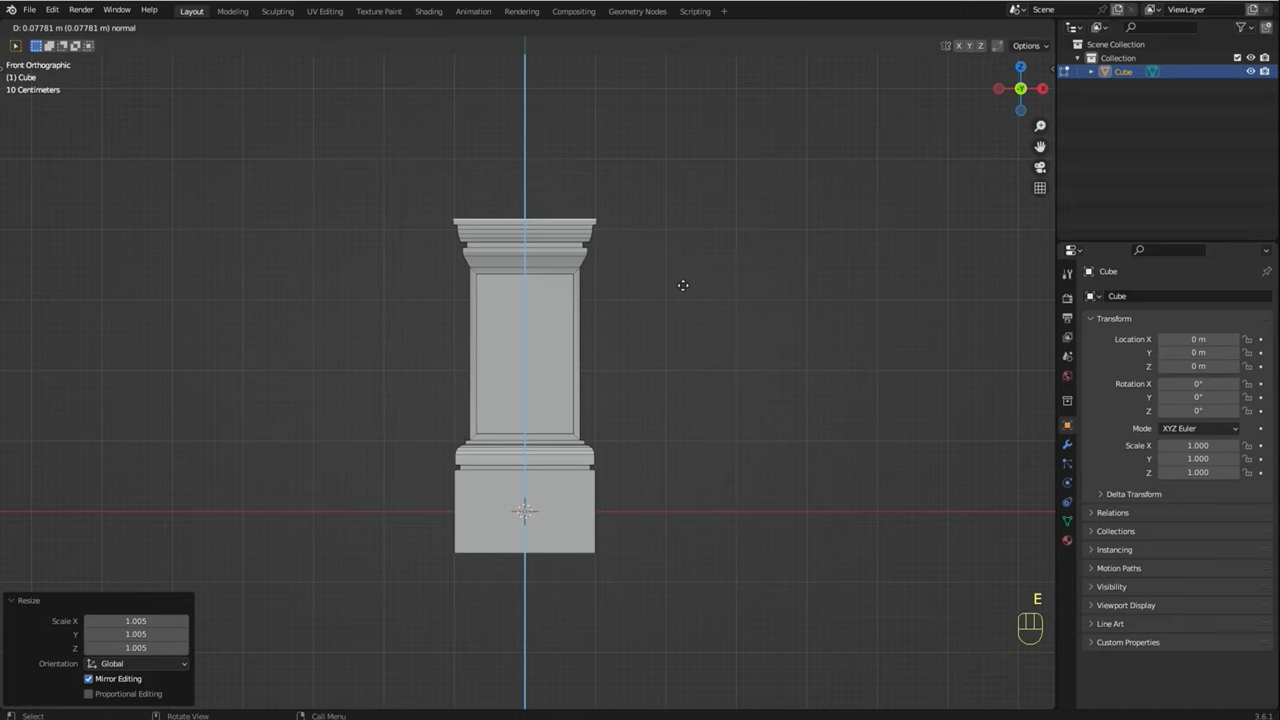 File Edit Render Window Help
Layout Modeling Sculpting UV Editing Texture Paint Shading Animation Rendering Compositing Geometry Nodes Scripting +
Scene
ViewLayer
D: 0.07781 m (0.07781 m) normal
X Y Z
Options
Front Orthographic
(1) Cube
10 Centimeters
Z
X
Y
E
Scene Collection
Collection
Cube
Cube
Cube
Transform
Location X 0 m
Y 0 m
Z 0 m
Rotation X 0°
Y 0°
Z 0°
Mode XYZ Euler
Scale X 1.000
Y 1.000
Z 1.000
Delta Transform
Relations
Collections
Instancing
Motion Paths
Visibility
Viewport Display
Line Art
Custom Properties
Resize
Scale X 1.005
Y 1.005
Z 1.005
Orientation Global
Mirror Editing
Proportional Editing
Select
Rotate View
Call Menu
3.6.1